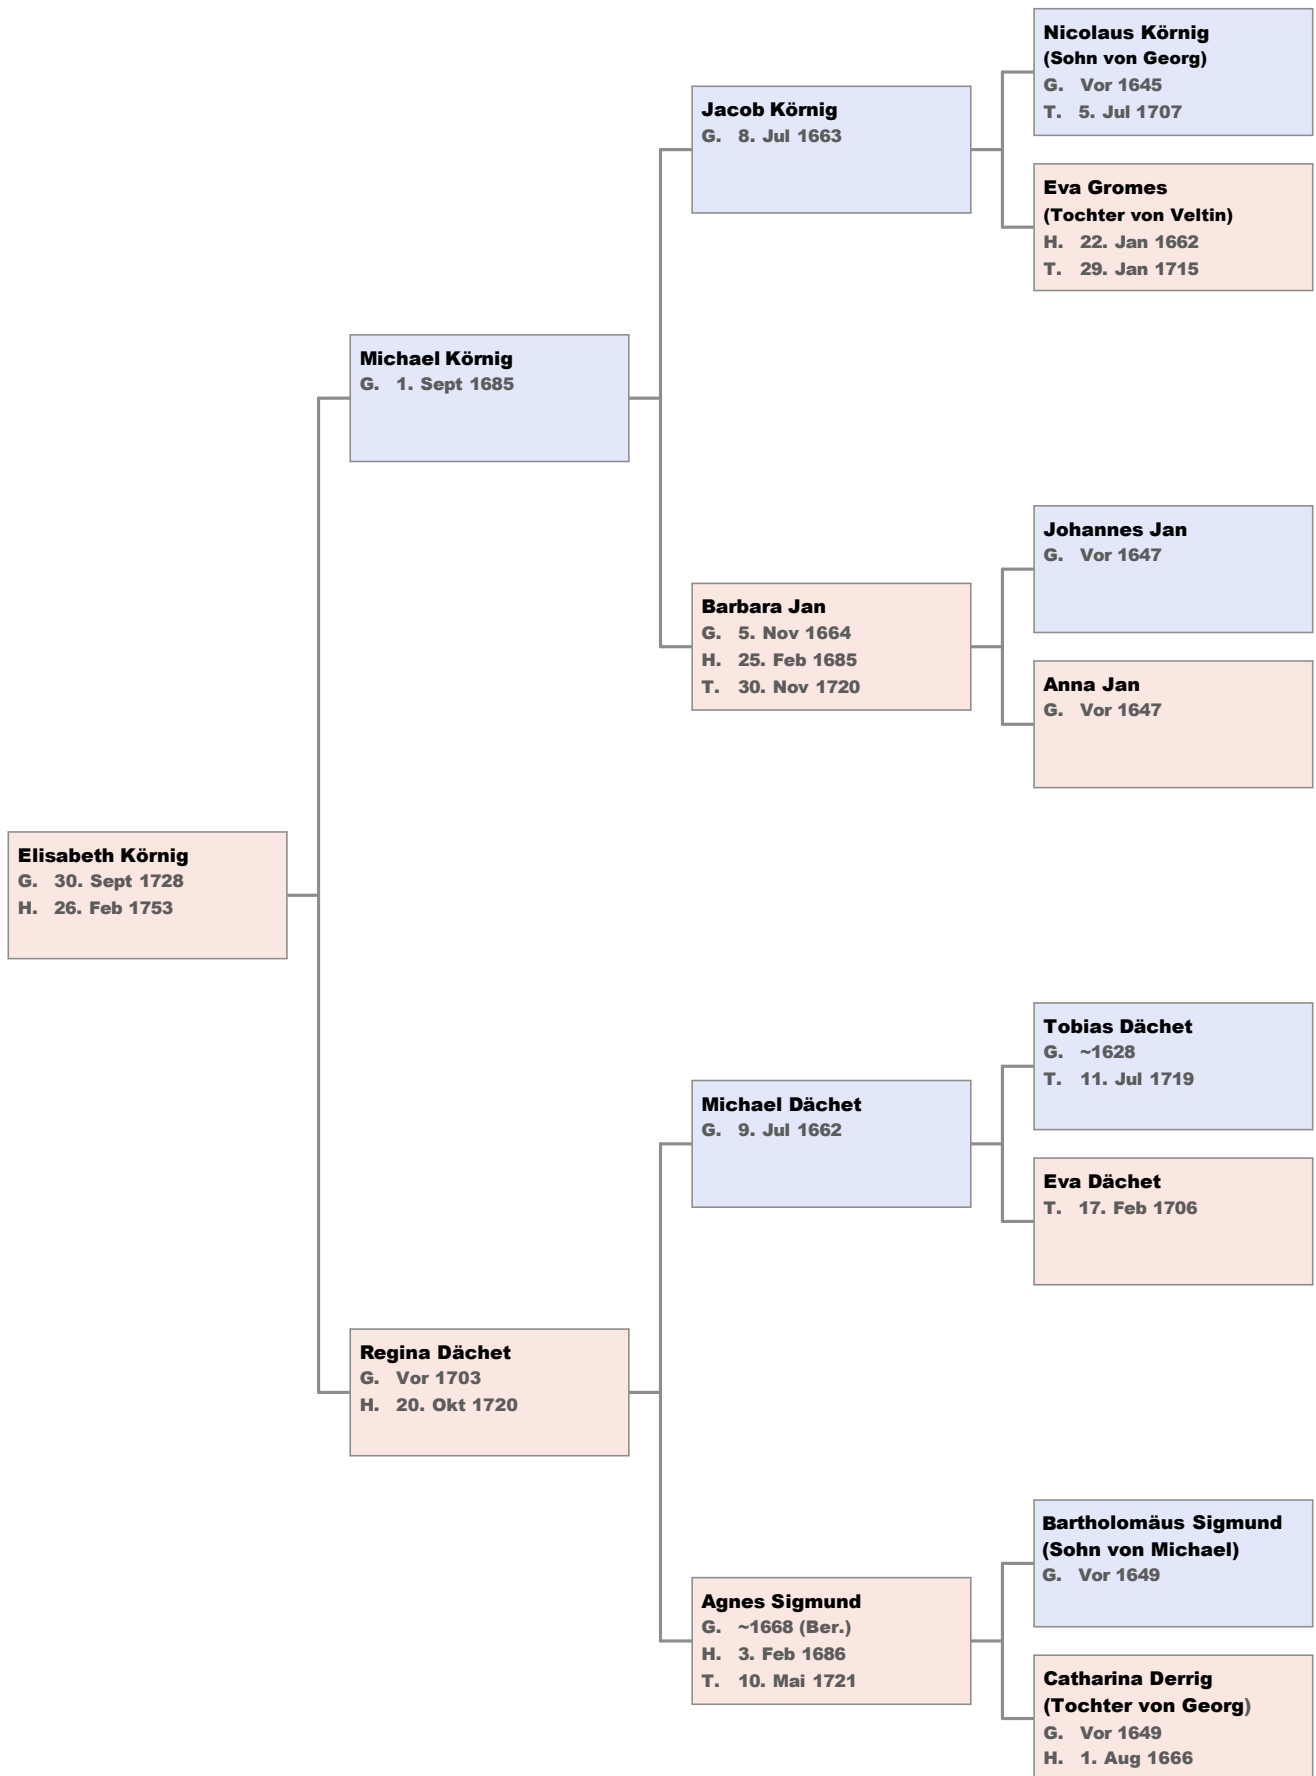 Nicolaus Körnig
(Sohn von Georg)
G. Vor 1645
T. 5. Jul 1707
Jacob Körnig
G. 8. Jul 1663
Eva Gromes
(Tochter von Veltin)
H. 22. Jan 1662
T. 29. Jan 1715
Michael Körnig
G. 1. Sept 1685
Johannes Jan
G. Vor 1647
Barbara Jan
G. 5. Nov 1664
H. 25. Feb 1685
T. 30. Nov 1720
Anna Jan
G. Vor 1647
Elisabeth Körnig
G. 30. Sept 1728
H. 26. Feb 1753
Tobias Dächet
G. ~1628
T. 11. Jul 1719
Michael Dächet
G. 9. Jul 1662
Eva Dächet
T. 17. Feb 1706
Regina Dächet
G. Vor 1703
H. 20. Okt 1720
Bartholomäus Sigmund
(Sohn von Michael)
G. Vor 1649
Agnes Sigmund
G. ~1668 (Ber.)
H. 3. Feb 1686
T. 10. Mai 1721
Catharina Derrig
(Tochter von Georg)
G. Vor 1649
H. 1. Aug 1666